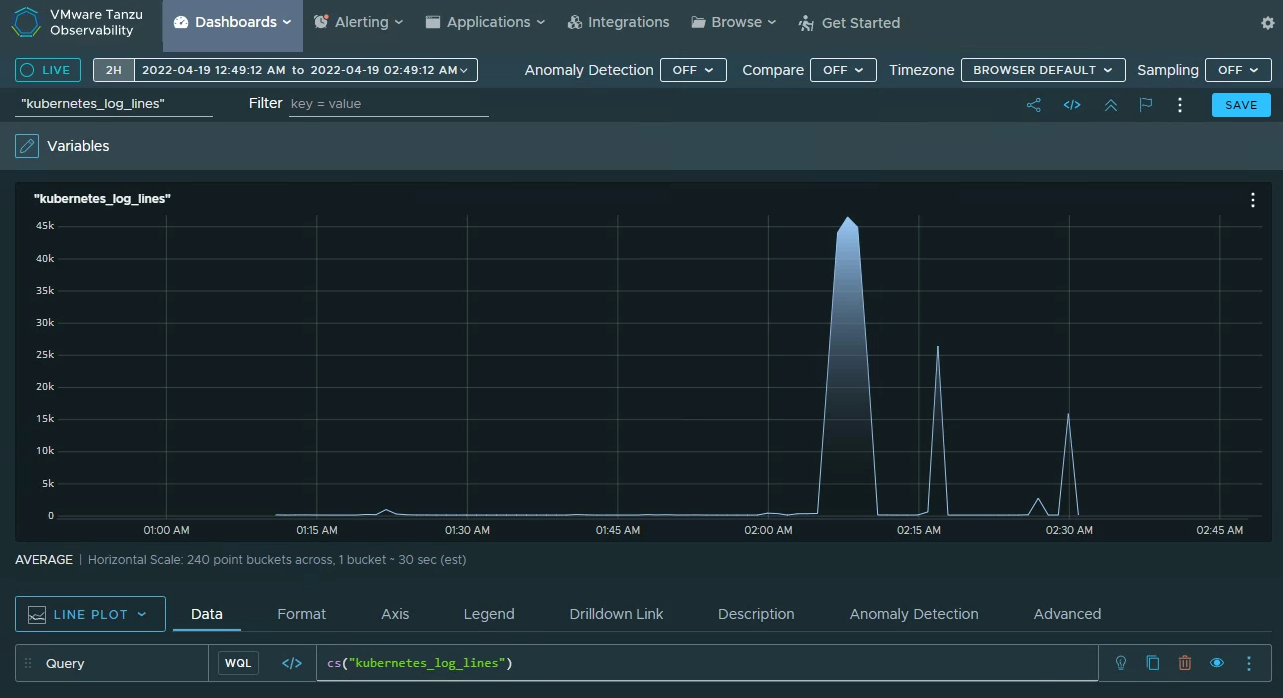 VMware Tanzu
Observability
Dashboards
Alerting
Applications
Integrations
Browse
Get Started
LIVE
2H
2022-04-19 12:49:12 AM to 2022-04-19 02:49:12 AM
Anomaly Detection
OFF
Compare
OFF
Timezone
BROWSER DEFAULT
Sampling
OFF
"kubernetes_log_lines"
Filter
key = value
</>
SAVE
Variables
"kubernetes_log_lines"
45k
40k
35k
30k
25k
20k
15k
10k
5k
0
01:00 AM
01:15 AM
01:30 AM
01:45 AM
02:00 AM
02:15 AM
02:30 AM
02:45 AM
AVERAGE | Horizontal Scale: 240 point buckets across, 1 bucket ~ 30 sec (est)
LINE PLOT
Data
Format
Axis
Legend
Drilldown Link
Description
Anomaly Detection
Advanced
Query
WQL
</>
cs("kubernetes_log_lines")